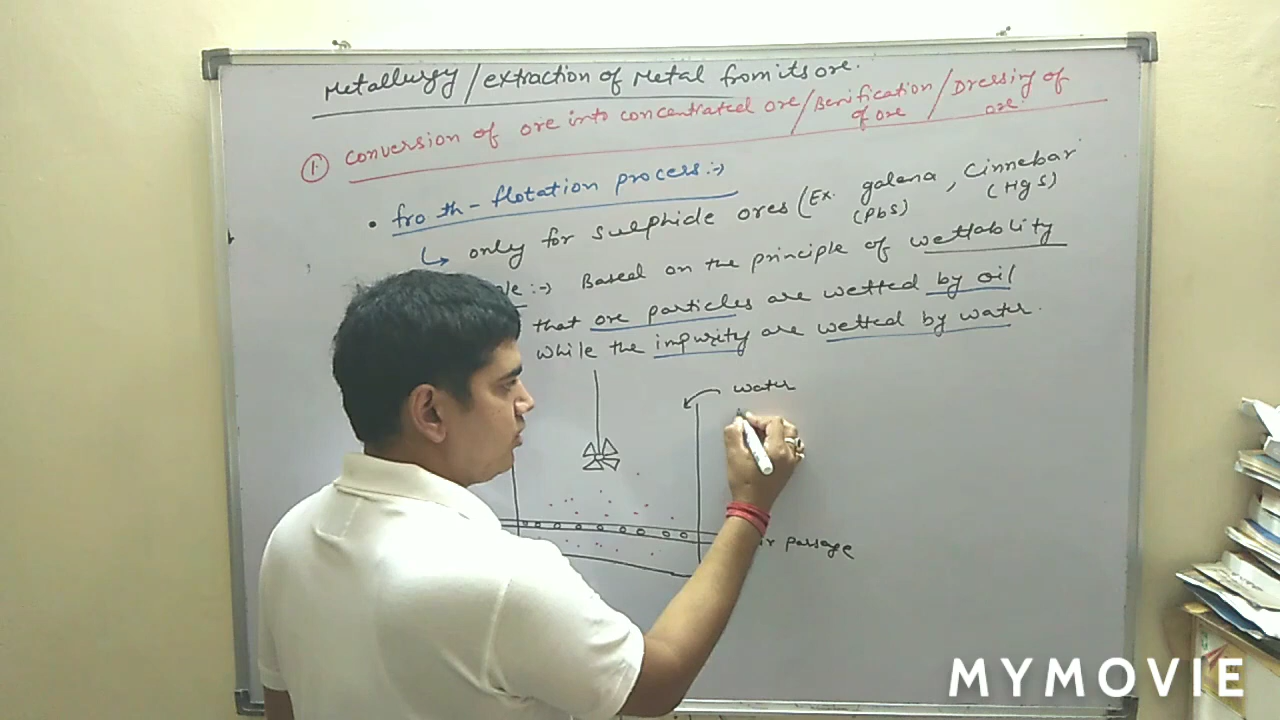 Metallurgy/extraction of Metal from its ore.
① Conversion of ore into concentrated ore/Benification of ore/Dressing of ore.
• froth-flotation process:->
↳ only for sulphide ores (Ex. galena, Cinnebar
(PbS) (HgS)
:-> Based on the principle of wettablity
that ore particles are wetted by oil
while the impurity are wetted by water.
water
passage
MYMOVIE